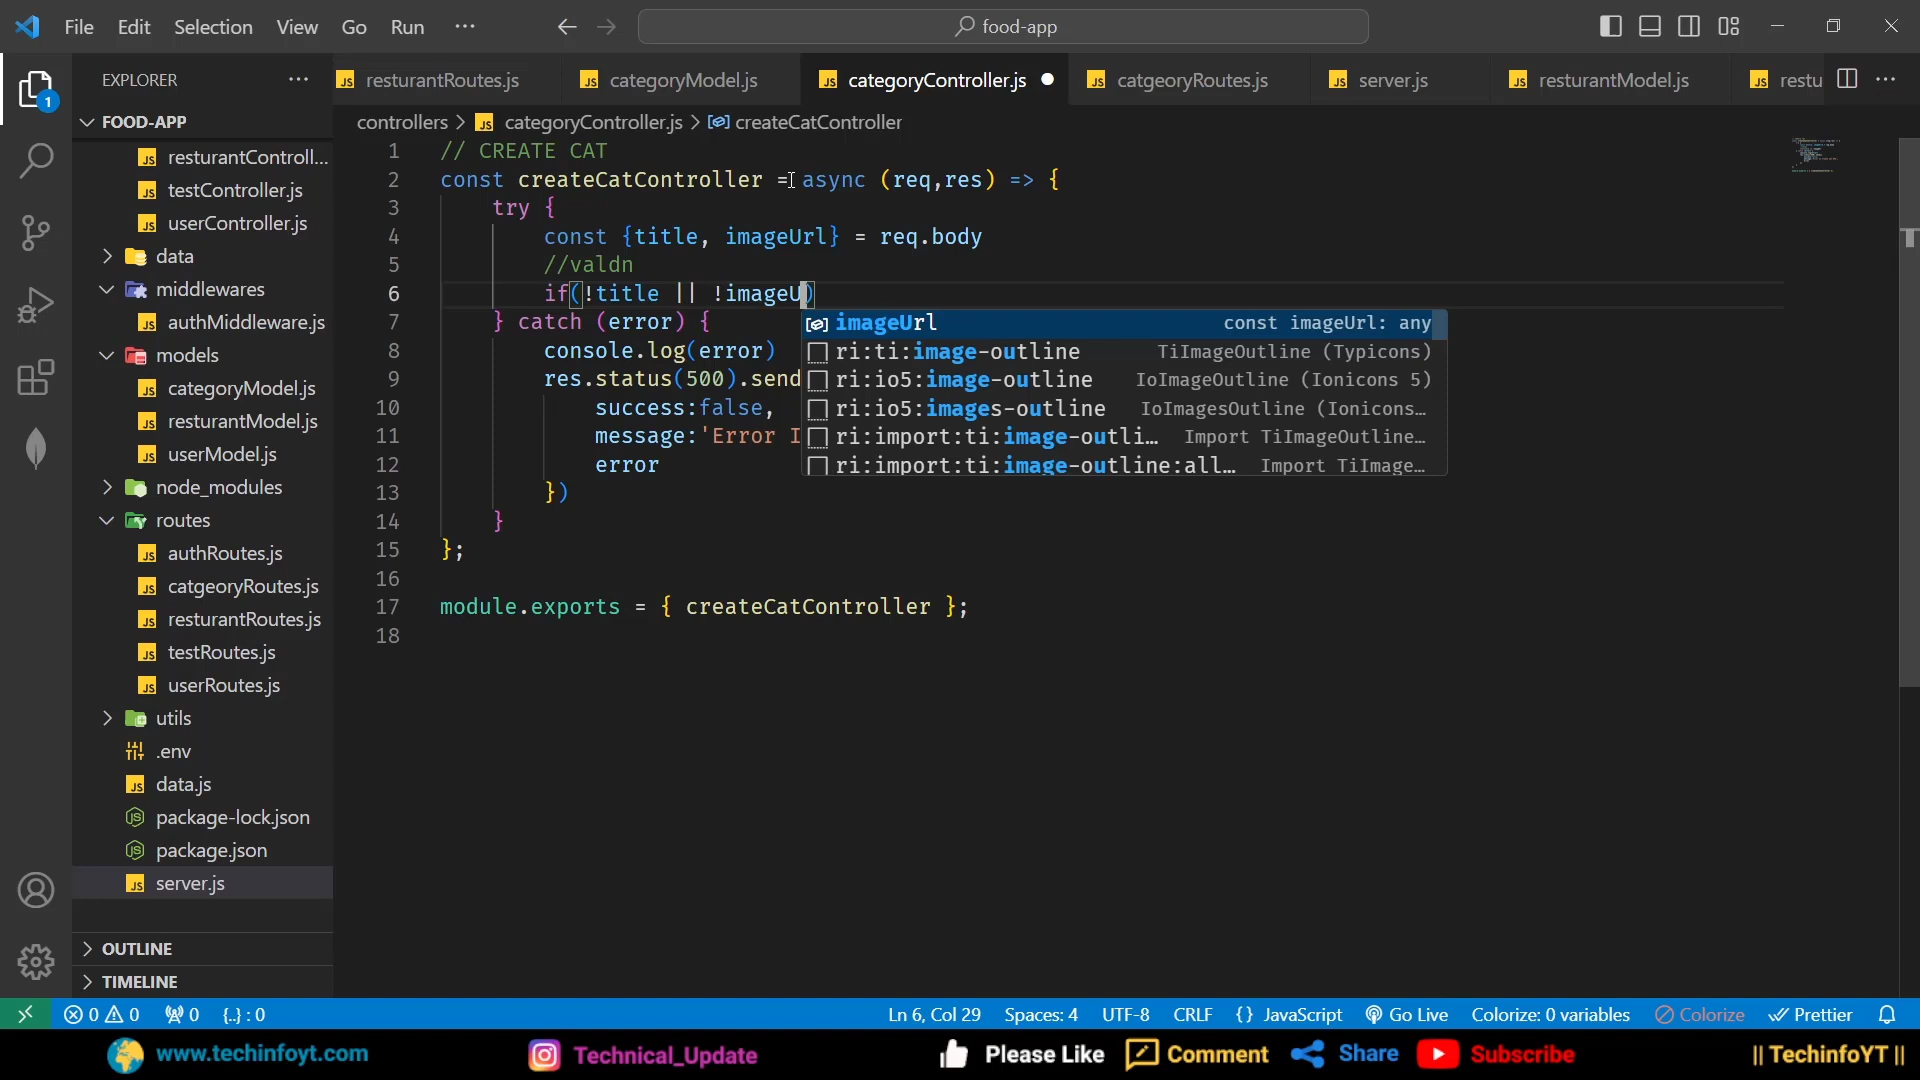 File Edit Selection View Go Run ···
food-app
EXPLORER
resturantRoutes.js
categoryModel.js
categoryController.js
catgeoryRoutes.js
server.js
resturantModel.js
restu
1
FOOD-APP
controllers > categoryController.js > createCatController
resturantControll...
testController.js
userController.js
data
middlewares
authMiddleware.js
models
categoryModel.js
resturantModel.js
userModel.js
node_modules
routes
authRoutes.js
catgeoryRoutes.js
resturantRoutes.js
testRoutes.js
userRoutes.js
utils
.env
data.js
package-lock.json
package.json
server.js
OUTLINE
TIMELINE
1 // CREATE CAT
2 const createCatController = async (req,res) => {
3 try {
4 const {title, imageUrl} = req.body
5 //valdn
6 if(!title || !imageU)
7 } catch (error) {
8 console.log(error)
9 res.status(500).send
10 success:false,
11 message:'Error I
12 error
13 })
14 }
15 };
16
17 module.exports = { createCatController };
18
imageUrl const imageUrl: any
ri:ti:image-outline TiImageOutline (Typicons)
ri:io5:image-outline IoImageOutline (Ionicons 5)
ri:io5:images-outline IoImagesOutline (Ionicons…
ri:import:ti:image-outli… Import TiImageOutline…
ri:import:ti:image-outline:all… Import TiImage…
0 0 0 {..} : 0 Ln 6, Col 29 Spaces: 4 UTF-8 CRLF {} JavaScript Go Live Colorize: 0 variables Colorize Prettier
www.techinfoyt.com Technical_Update Please Like Comment Share Subscribe || TechinfoYT ||